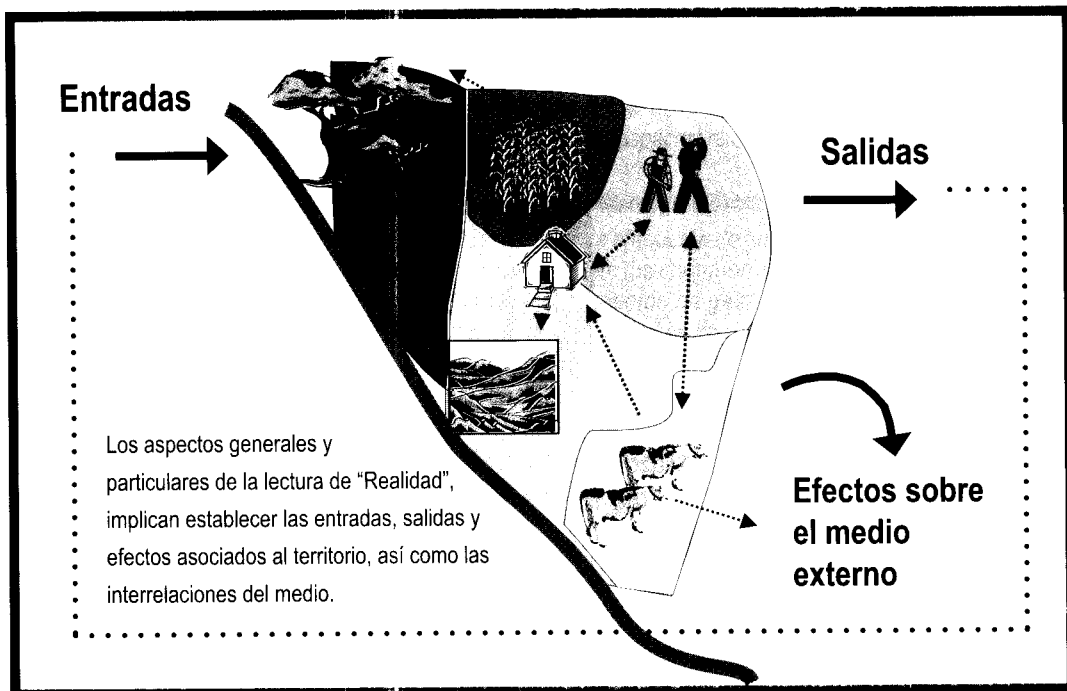 Entradas
Salidas
Los aspectos generales y
particulares de la lectura de “Realidad”,
implican establecer las entradas, salidas y
efectos asociados al territorio, así como las
interrelaciones del medio.
Efectos sobre
el medio
externo